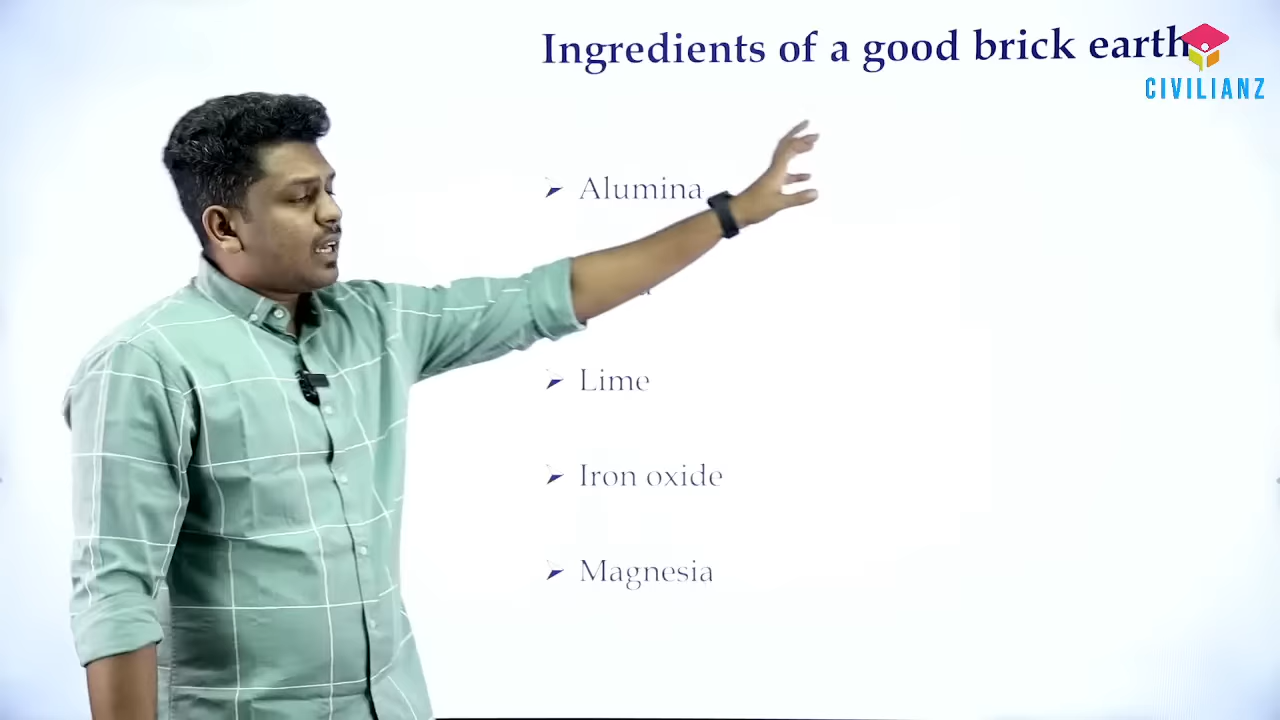 Ingredients of a good brick earth
CIVILIANZ
Alumina
Lime
Iron oxide
Magnesia